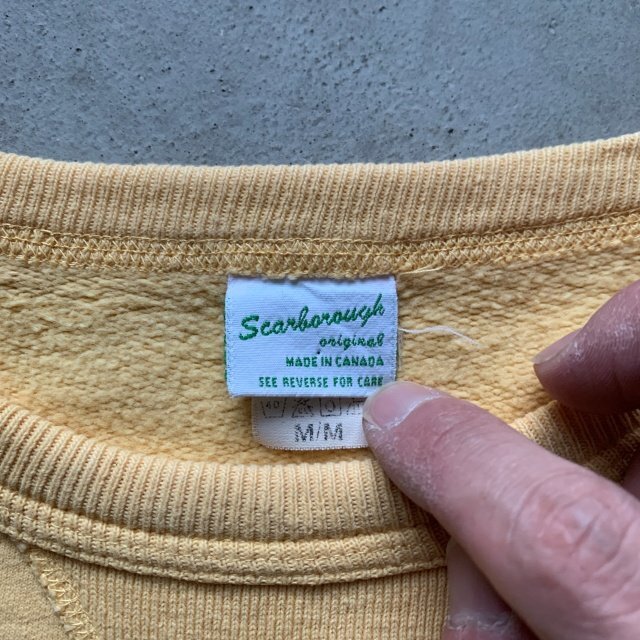 Scarborough
original
MADE IN CANADA
SEE REVERSE FOR CARE
M/M